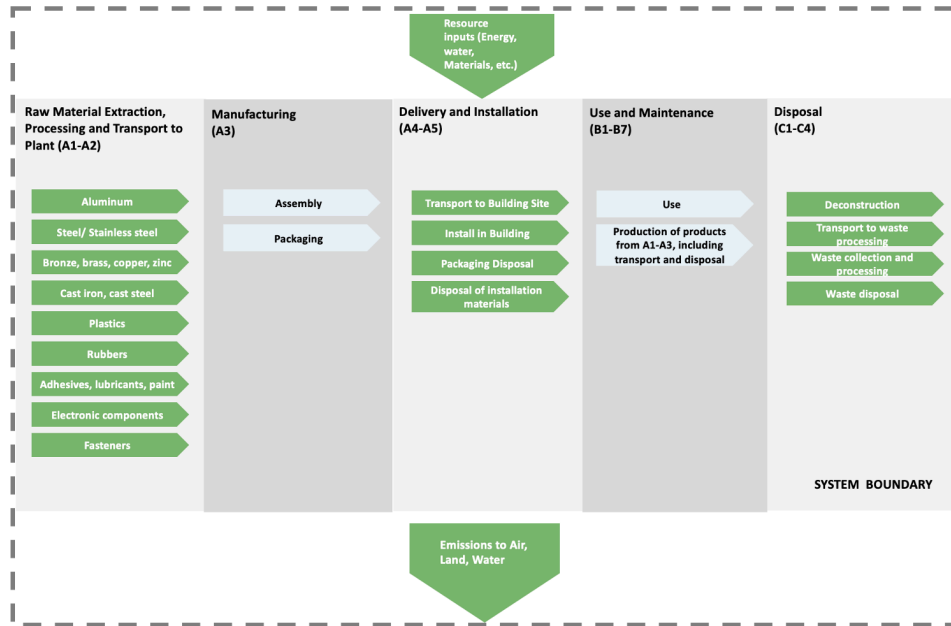 Resource
inputs (Energy,
water,
Materials, etc.)
Raw Material Extraction,
Processing and Transport to
Plant (A1-A2)
Aluminum
Steel/ Stainless steel
Bronze, brass, copper, zinc
Cast iron, cast steel
Plastics
Rubbers
Adhesives, lubricants, paint
Electronic components
Fasteners
Manufacturing
(A3)
Assembly
Packaging
Delivery and Installation
(A4-A5)
Transport to Building Site
Install in Building
Packaging Disposal
Disposal of installation
materials
Use and Maintenance
(B1-B7)
Use
Production of products
from A1-A3, including
transport and disposal
Disposal
(C1-C4)
Deconstruction
Transport to waste
processing
Waste collection and
processing
Waste disposal
SYSTEM BOUNDARY
Emissions to Air,
Land, Water